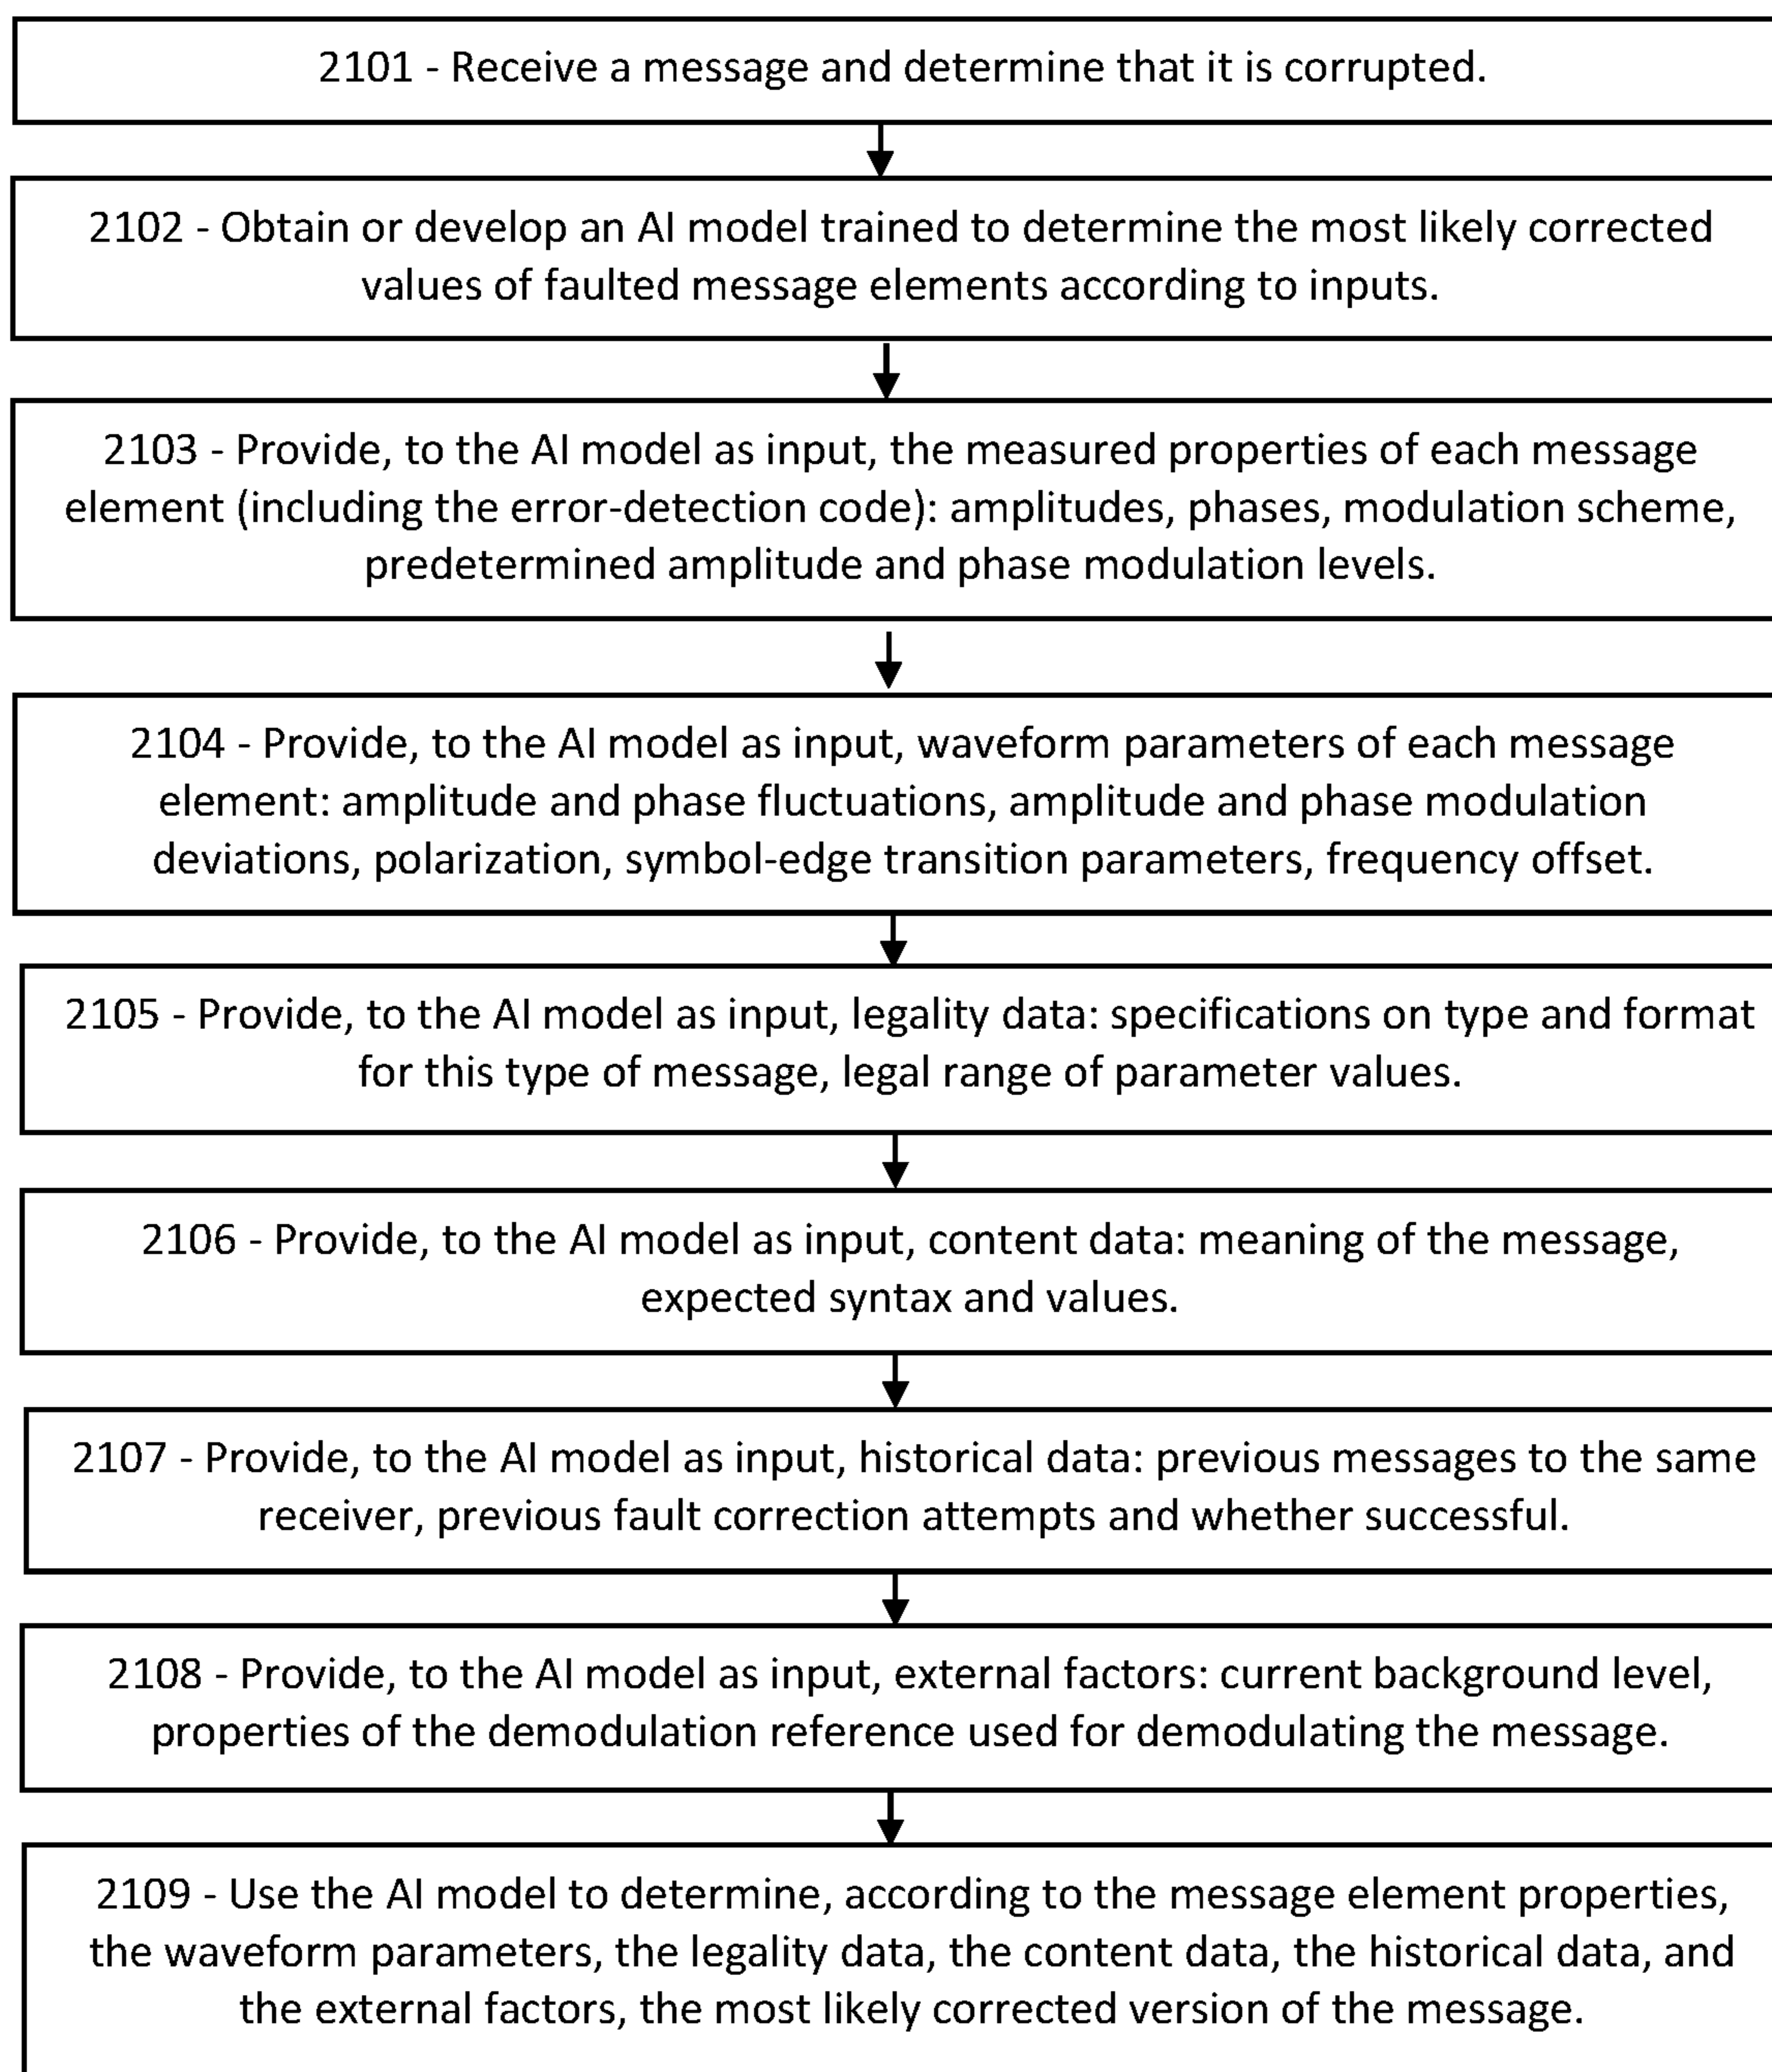 2101 - Receive a message and determine that it is corrupted.
2102 - Obtain or develop an AI model trained to determine the most likely corrected
values of faulted message elements according to inputs.
2103 - Provide, to the AI model as input, the measured properties of each message
element (including the error-detection code): amplitudes, phases, modulation scheme,
predetermined amplitude and phase modulation levels.
2104 - Provide, to the AI model as input, waveform parameters of each message
element: amplitude and phase fluctuations, amplitude and phase modulation
deviations, polarization, symbol-edge transition parameters, frequency offset.
2105 - Provide, to the AI model as input, legality data: specifications on type and format
for this type of message, legal range of parameter values.
2106 - Provide, to the AI model as input, content data: meaning of the message,
expected syntax and values.
2107 - Provide, to the AI model as input, historical data: previous messages to the same
receiver, previous fault correction attempts and whether successful.
2108 - Provide, to the AI model as input, external factors: current background level,
properties of the demodulation reference used for demodulating the message.
2109 - Use the AI model to determine, according to the message element properties,
the waveform parameters, the legality data, the content data, the historical data, and
the external factors, the most likely corrected version of the message.